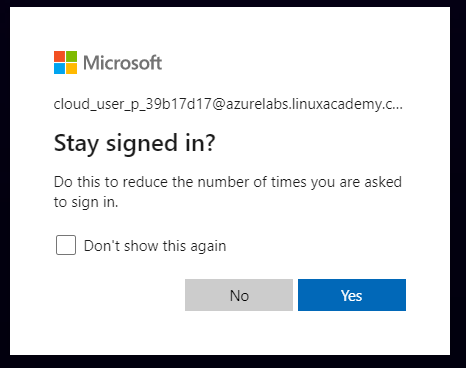 Microsoft
cloud_user_p_39b17d17@azurelabs.linuxacademy.c...
Stay signed in?
Do this to reduce the number of times you are asked
to sign in.
Don't show this again
No
Yes